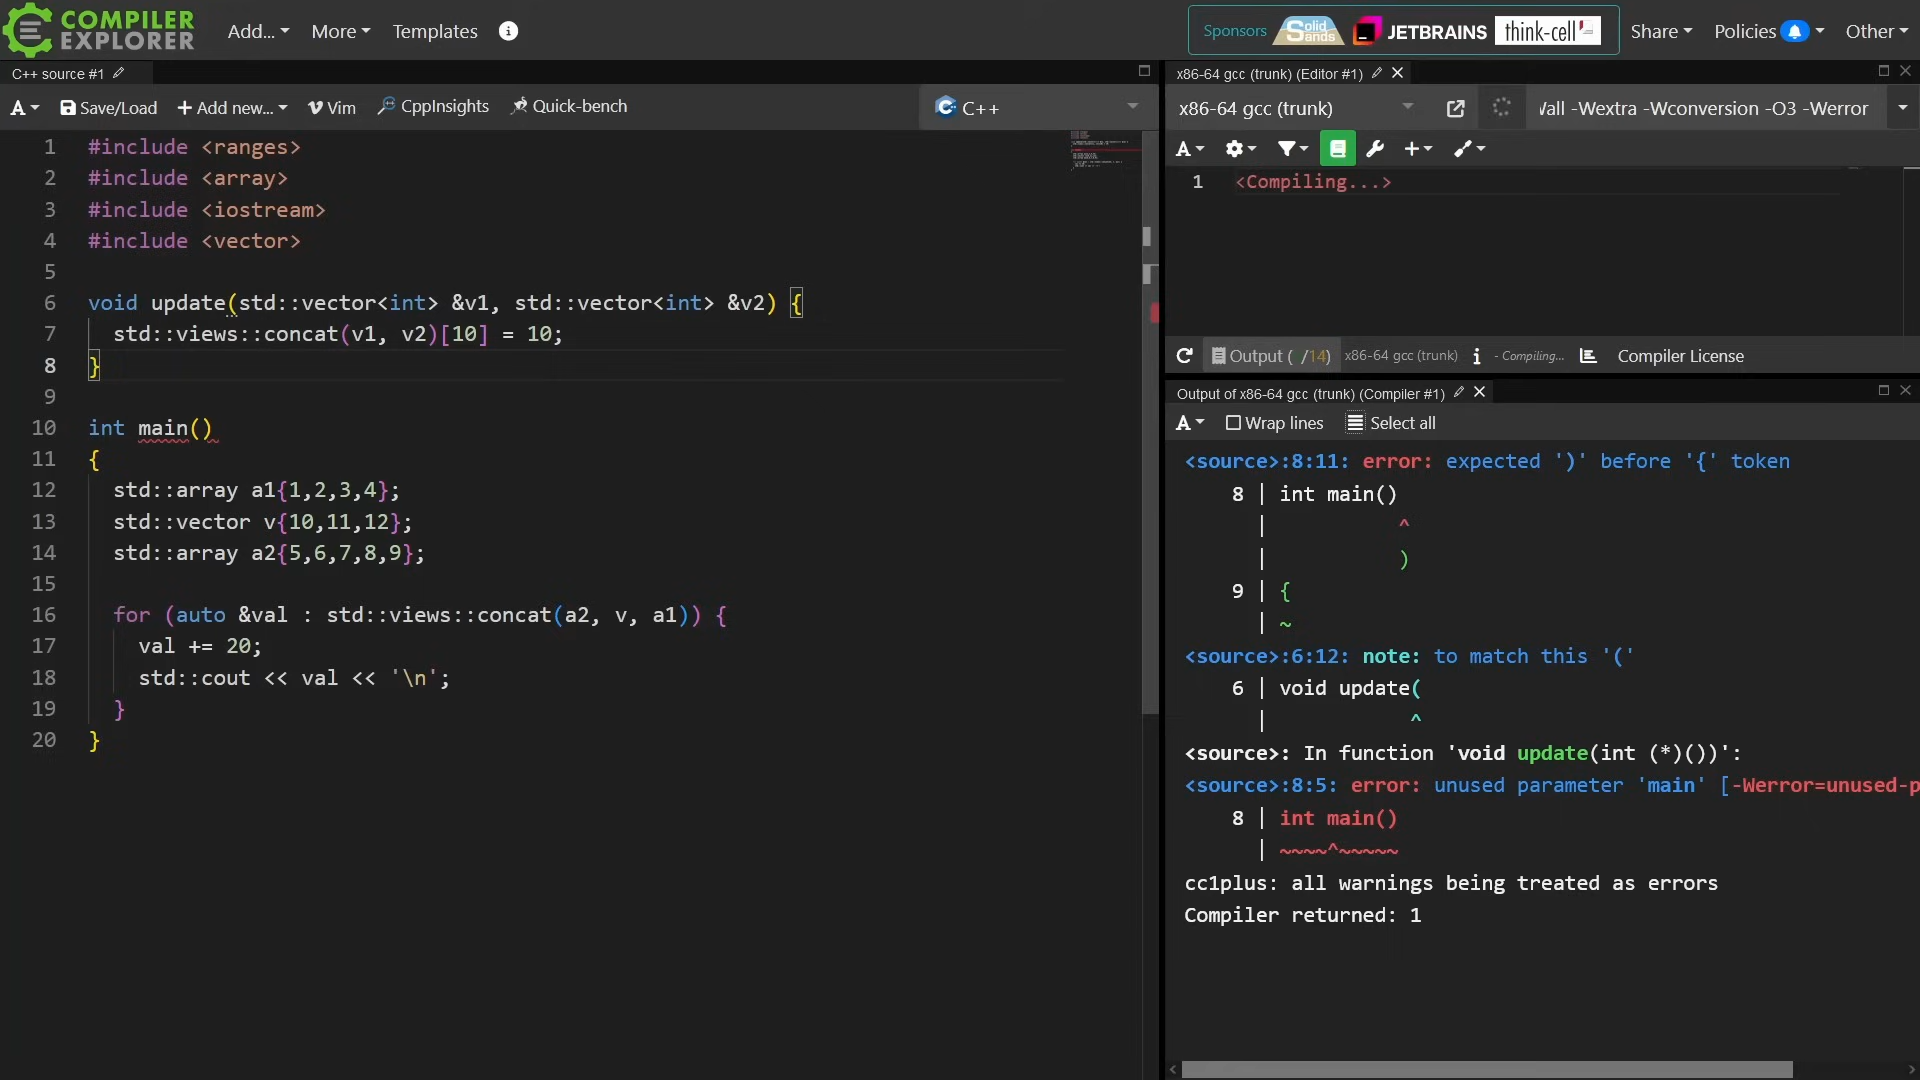 COMPILER
EXPLORER
Add...
More
Templates
Sponsors
Solid
Sands
JETBRAINS
think-cell
Share
Policies
Other
C++ source #1
A
Save/Load
Add new...
Vim
CppInsights
Quick-bench
C++
1 #include <ranges>
2 #include <array>
3 #include <iostream>
4 #include <vector>
5
6 void update(std::vector<int> &v1, std::vector<int> &v2) {
7 std::views::concat(v1, v2)[10] = 10;
8 }
9
10 int main()
11 {
12 std::array a1{1,2,3,4};
13 std::vector v{10,11,12};
14 std::array a2{5,6,7,8,9};
15
16 for (auto &val : std::views::concat(a2, v, a1)) {
17 val += 20;
18 std::cout << val << '\n';
19 }
20 }
x86-64 gcc (trunk) (Editor #1)
x86-64 gcc (trunk)
-Wextra -Wconversion -O3 -Werror
A
1 <Compiling...>
Output ( /14) x86-64 gcc (trunk) i - Compiling... Compiler License
Output of x86-64 gcc (trunk) (Compiler #1)
A Wrap lines Select all
<source>:8:11: error: expected ')' before '{' token
8 | int main()
| ^
| )
9 | {
| ~
<source>:6:12: note: to match this '('
6 | void update(
| ^
<source>: In function 'void update(int (*)())':
<source>:8:5: error: unused parameter 'main' [-Werror=unused-p
8 | int main()
| ~~~~^~~~~~
cc1plus: all warnings being treated as errors
Compiler returned: 1